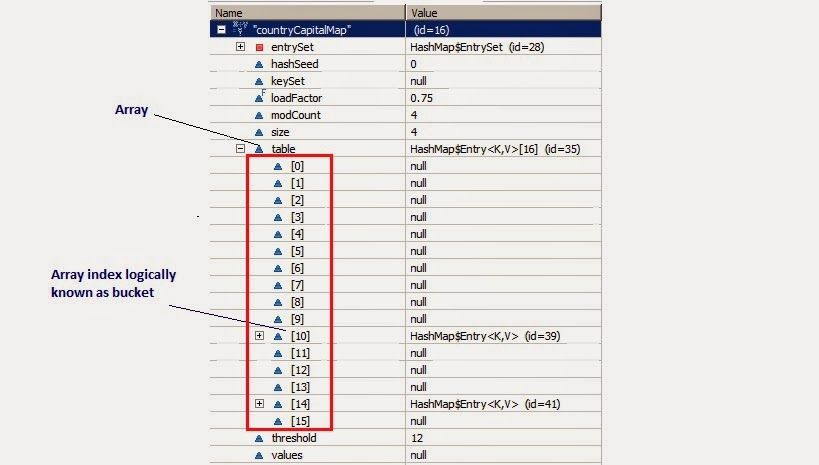 Name Value
"countryCapitalMap" (id=16)
entrySet HashMap$EntrySet (id=28)
hashSeed 0
keySet null
F loadFactor 0.75
modCount 4
size 4
Array
table HashMap$Entry<K,V>[16] (id=35)
[0] null
[1] null
[2] null
[3] null
[4] null
[5] null
[6] null
[7] null
[8] null
[9] null
Array index logically
known as bucket
[10] HashMap$Entry<K,V> (id=39)
[11] null
[12] null
[13] null
[14] HashMap$Entry<K,V> (id=41)
[15] null
threshold 12
values null